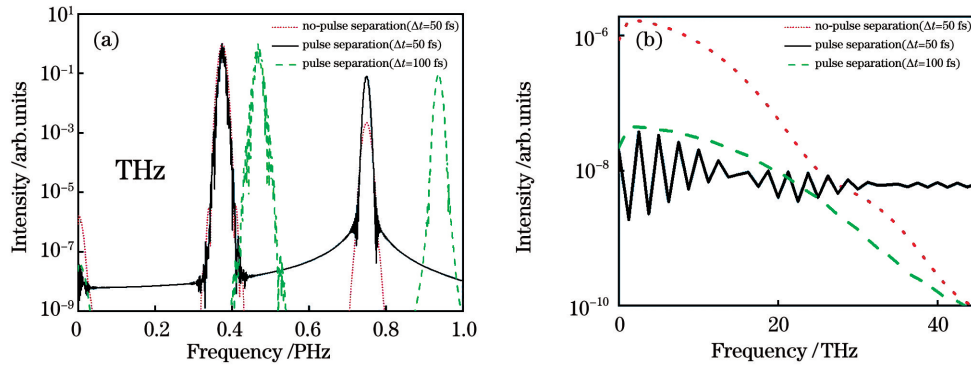 (a)
no-pulse separation(Δt=50 fs)
pulse separation(Δt=50 fs)
pulse separation(Δt=100 fs)
THz
Intensity /arb.units
10¹
10⁻¹
10⁻³
10⁻⁵
10⁻⁷
10⁻⁹
0
0.2
0.4
0.6
0.8
1.0
Frequency /PHz
(b)
no-pulse separation(Δt=50 fs)
pulse separation(Δt=50 fs)
pulse separation(Δt=100 fs)
Intensity /arb.units
10⁻⁶
10⁻⁸
10⁻¹⁰
0
20
40
Frequency /THz